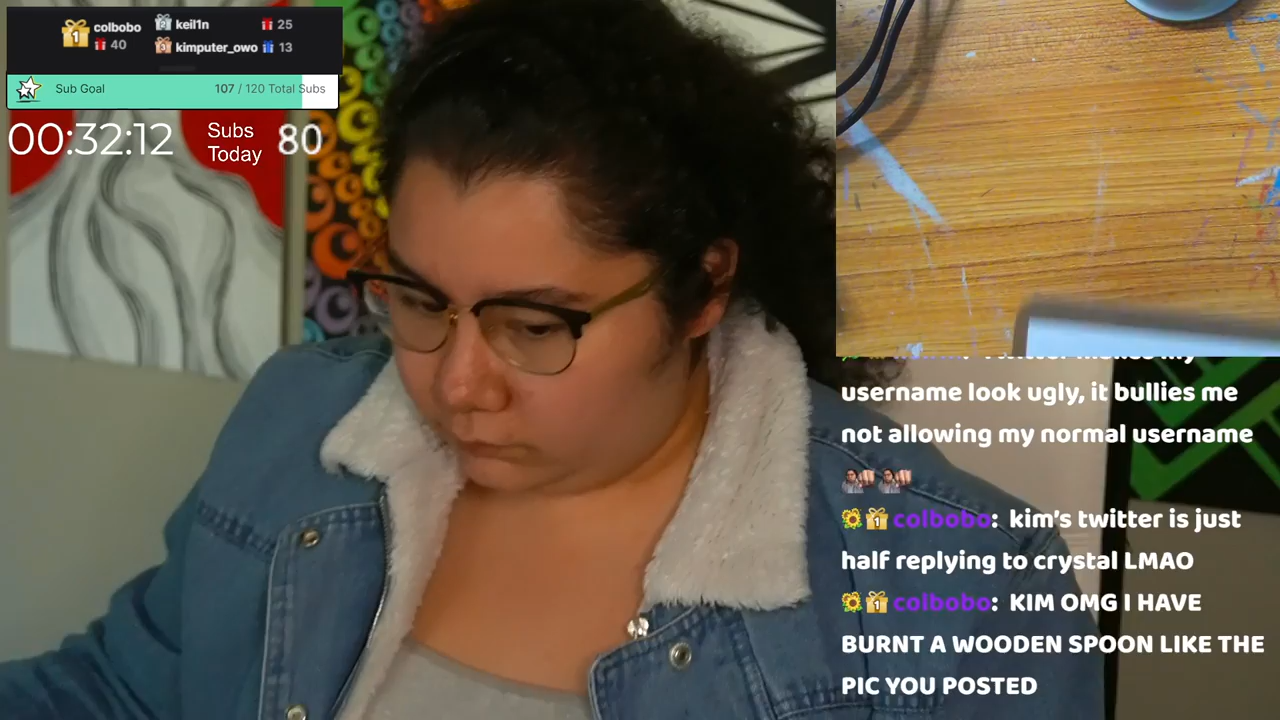 colbobo
40
keil1n
25
kimputer_owo
13
Sub Goal
107 / 120 Total Subs
00:32:12
Subs
Today
80
username look ugly, it bullies me
not allowing my normal username
colbobo: kim's twitter is just
half replying to crystal LMAO
colbobo: KIM OMG I HAVE
BURNT A WOODEN SPOON LIKE THE
PIC YOU POSTED